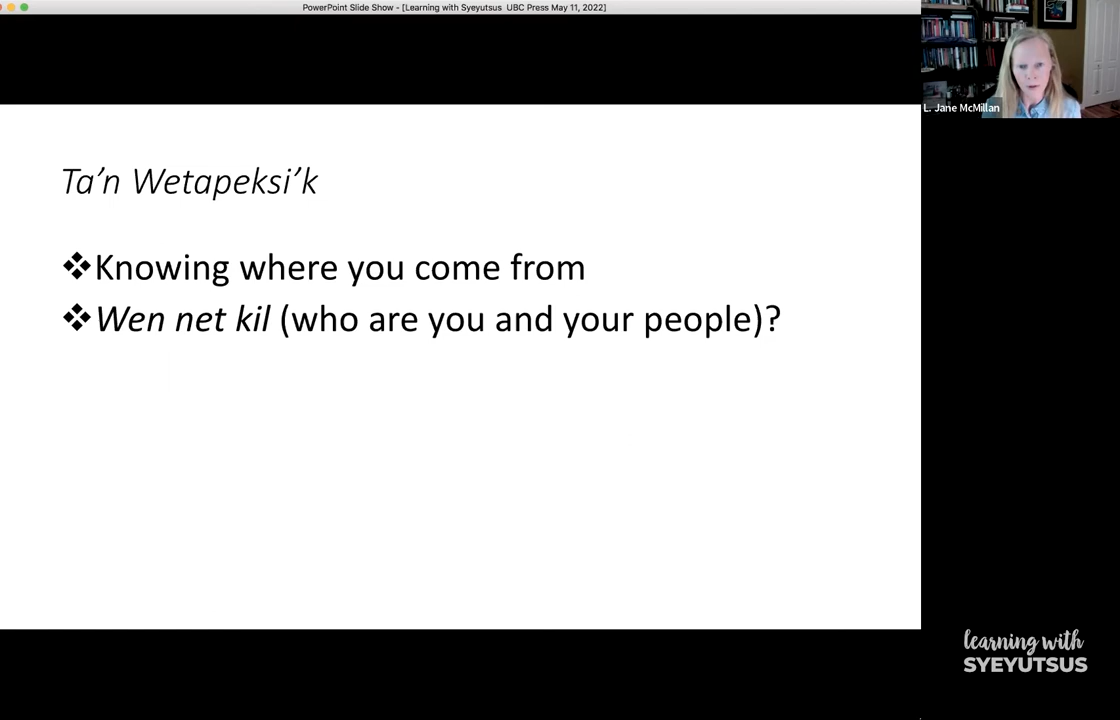 PowerPoint Slide Show - [Learning with Syeyutsus  UBC Press May 11, 2022]
L. Jane McMillan
Ta’n Wetapeksi’k
❖Knowing where you come from
❖Wen net kil (who are you and your people)?
learning with
SYEYUTSUS